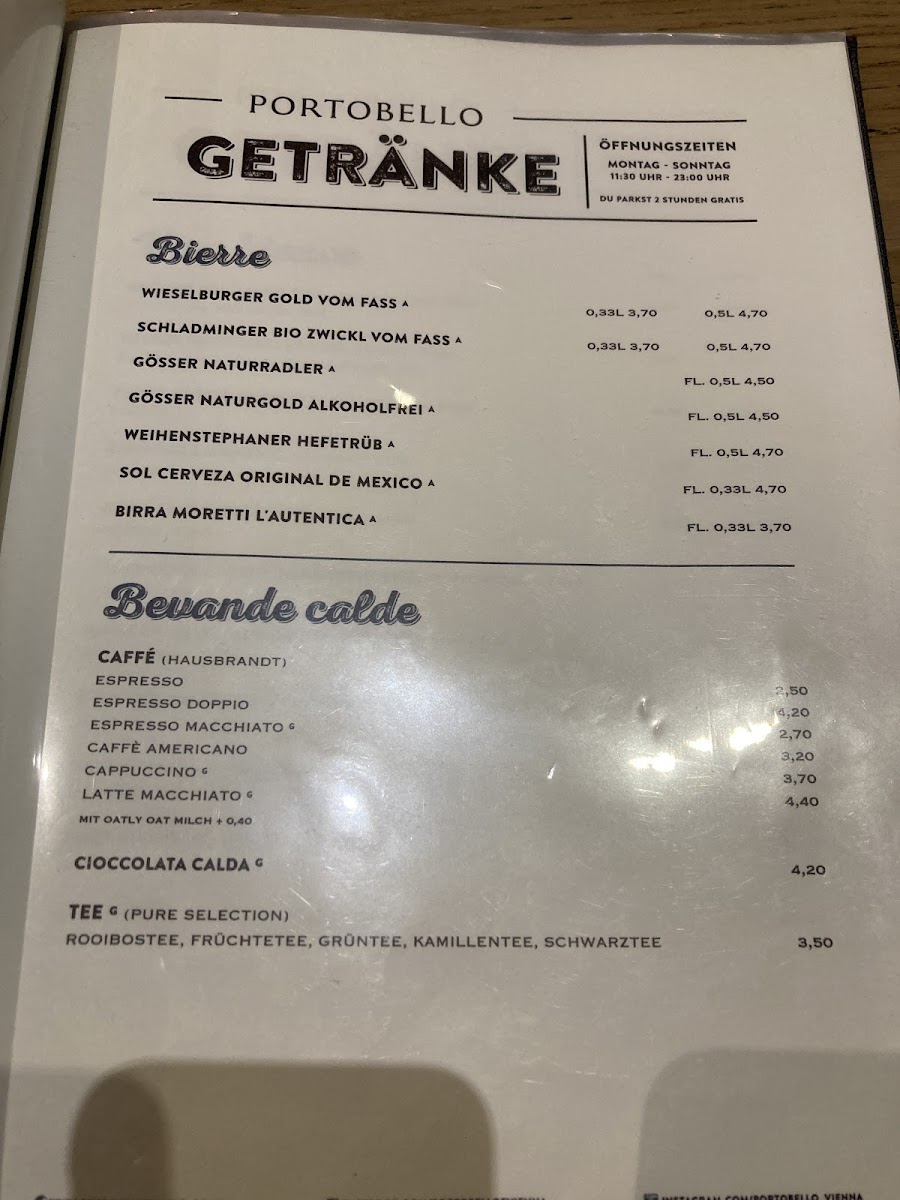 PORTOBELLO
GETRÄNKE
ÖFFNUNGSZEITEN
MONTAG - SONNTAG
11:30 UHR - 23:00 UHR
DU PARKST 2 STUNDEN GRATIS
Bierre
WIESELBURGER GOLD VOM FASS A 0,33L 3,70 0,5L 4,70
SCHLADMINGER BIO ZWICKL VOM FASS A 0,33L 3,70 0,5L 4,70
GÖSSER NATURRADLER A FL. 0,5L 4,50
GÖSSER NATURGOLD ALKOHOLFREI A FL. 0,5L 4,50
WEIHENSTEPHANER HEFETRÜB A FL. 0,5L 4,70
SOL CERVEZA ORIGINAL DE MEXICO A FL. 0,33L 4,70
BIRRA MORETTI L'AUTENTICA A FL. 0,33L 3,70
Bevande calde
CAFFÉ (HAUSBRANDT)
ESPRESSO 2,50
ESPRESSO DOPPIO 4,20
ESPRESSO MACCHIATO G 2,70
CAFFÈ AMERICANO 3,20
CAPPUCCINO G 3,70
LATTE MACCHIATO G 4,40
MIT OATLY OAT MILCH + 0,40
CIOCCOLATA CALDA G 4,20
TEE G (PURE SELECTION)
ROOIBOSTEE, FRÜCHTETEE, GRÜNTEE, KAMILLENTEE, SCHWARZTEE 3,50
INSTAGRAM.COM/PORTOBELLO_VIENNA